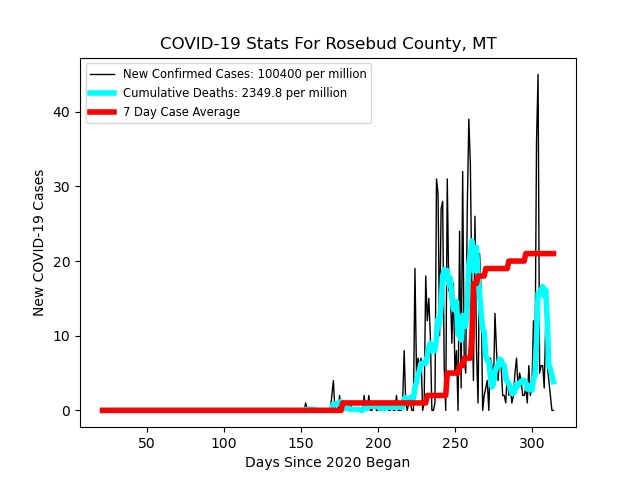 COVID-19 Stats For Rosebud County, MT
New Confirmed Cases: 100400 per million
Cumulative Deaths: 2349.8 per million
7 Day Case Average
New COVID-19 Cases
40
30
20
10
0
50 100 150 200 250 300
Days Since 2020 Began